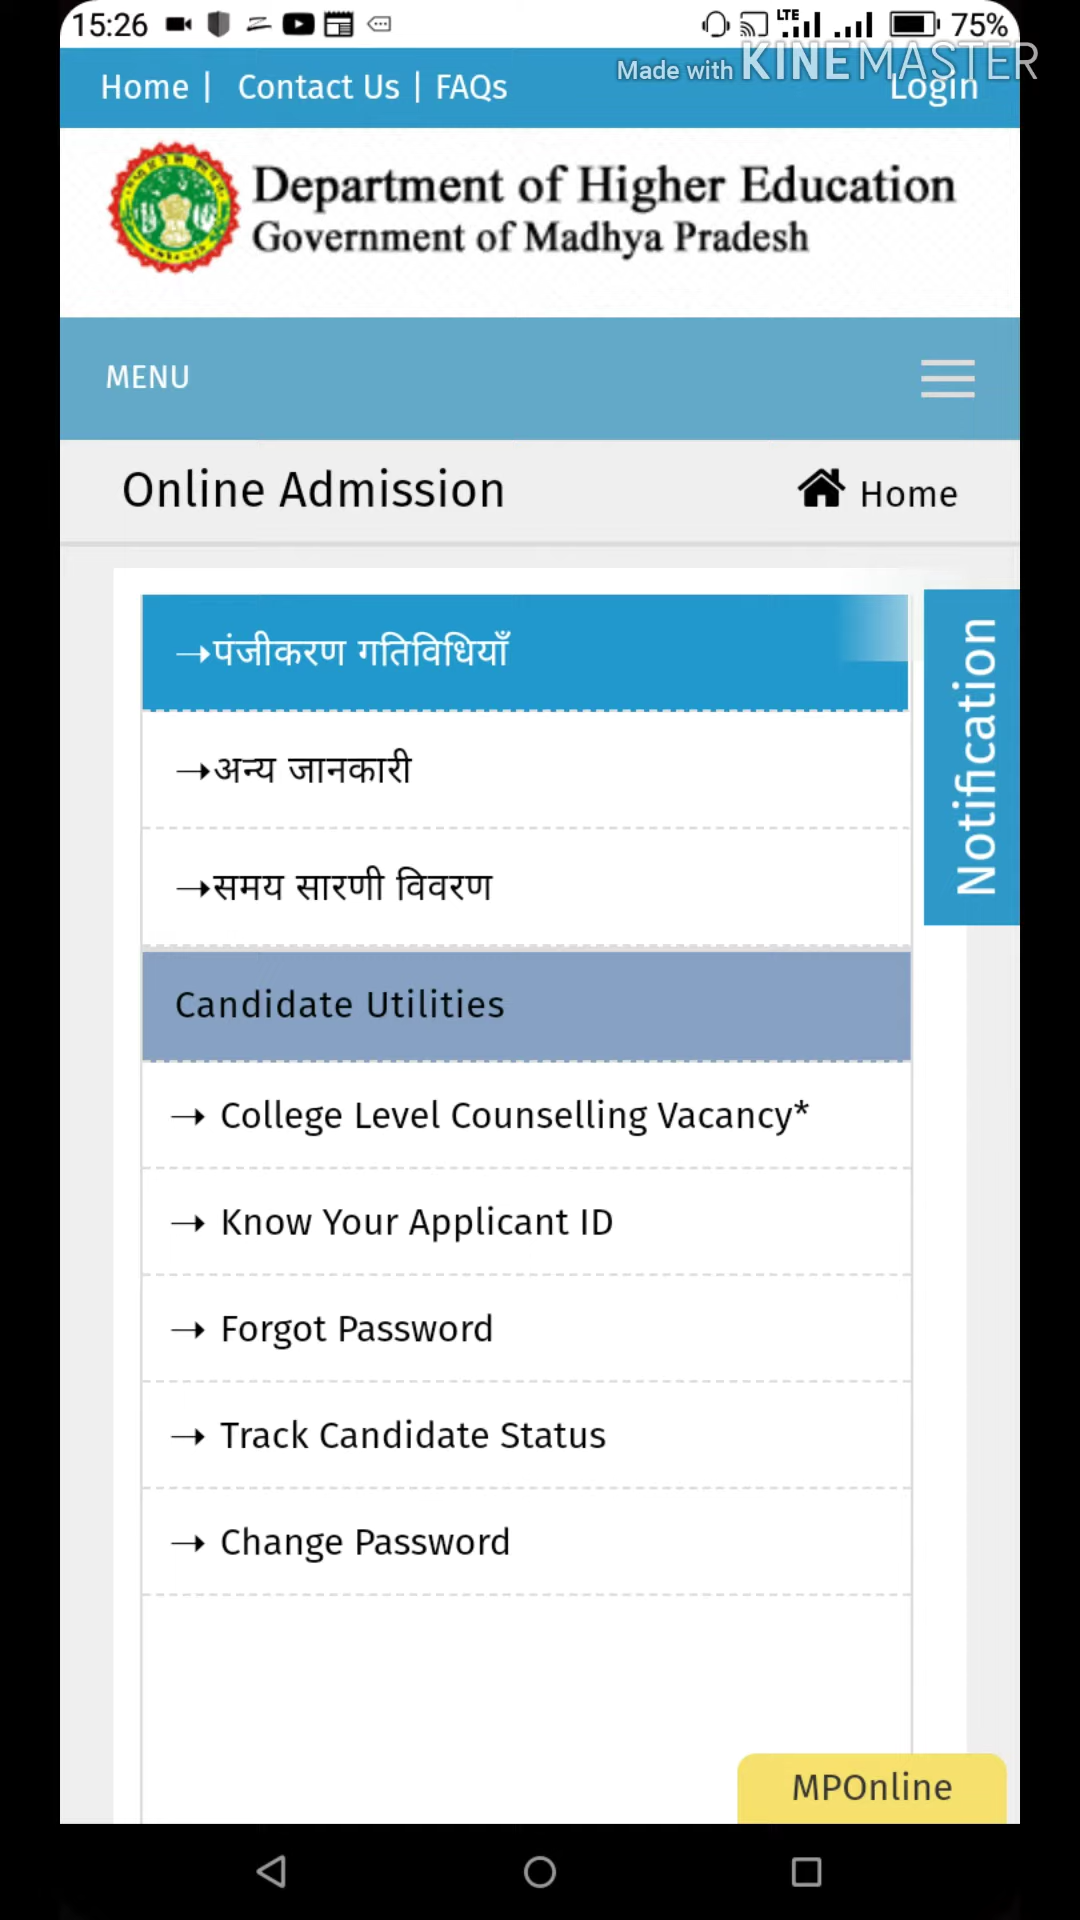 15:26 LTE 75%
Made with KINEMASTER
Home | Contact Us | FAQs Login
Department of Higher Education
Government of Madhya Pradesh
MENU
Online Admission Home
→पंजीकरण गतिविधियाँ
→अन्य जानकारी
→समय सारणी विवरण
Notification
Candidate Utilities
→ College Level Counselling Vacancy*
→ Know Your Applicant ID
→ Forgot Password
→ Track Candidate Status
→ Change Password
MPOnline